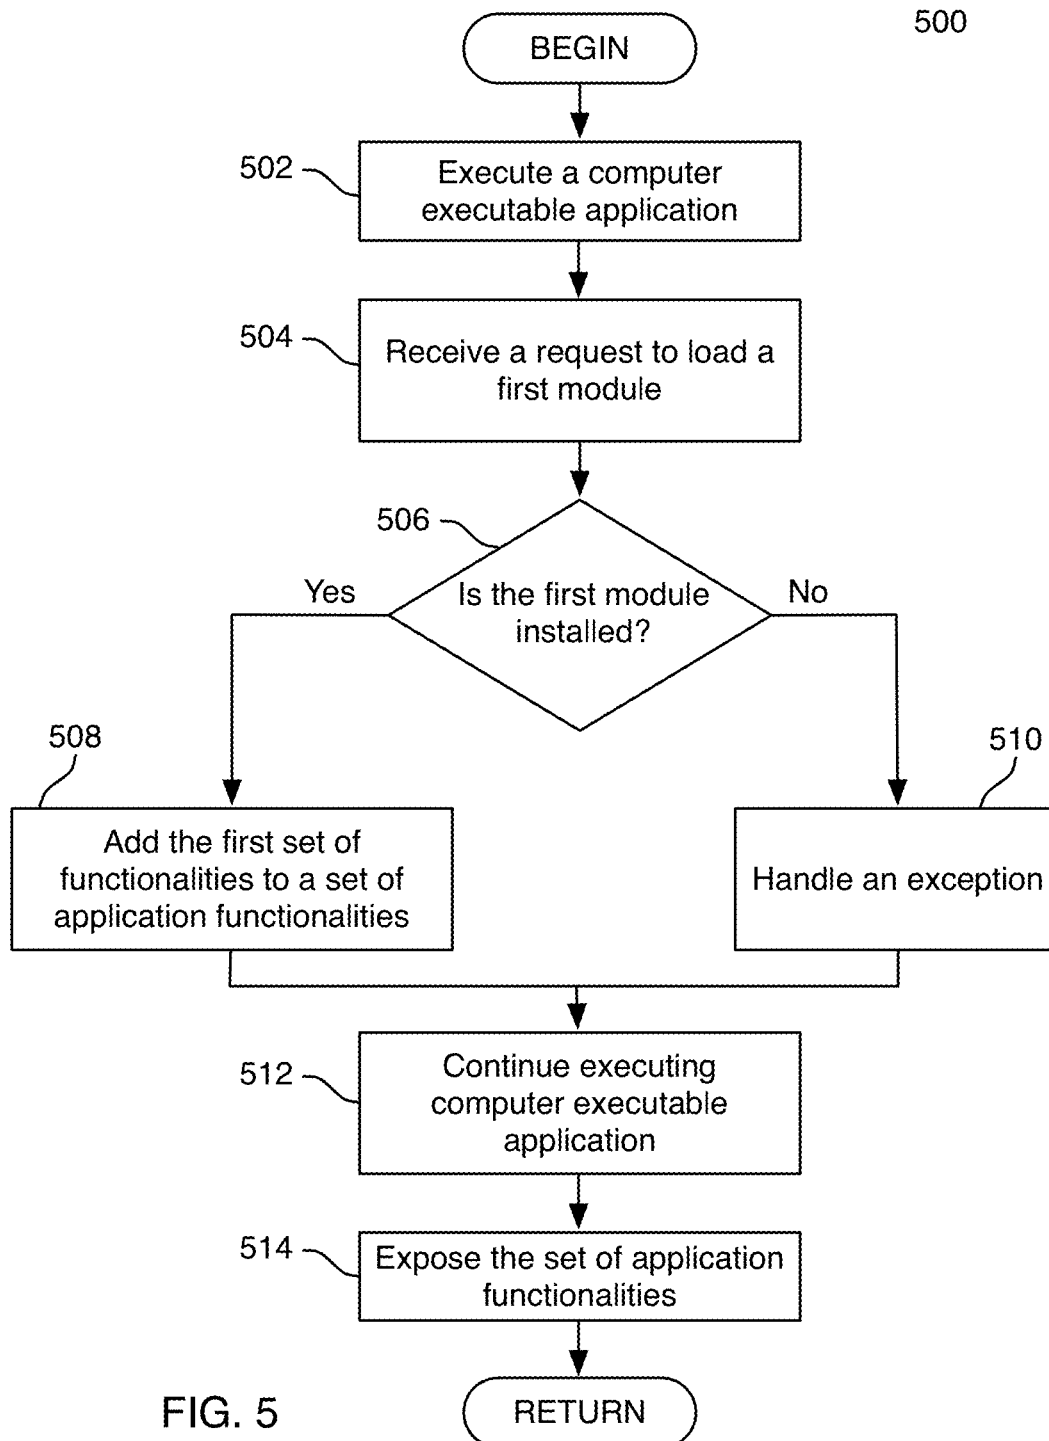 500
BEGIN
502
Execute a computer
executable application
504
Receive a request to load a
first module
506
Is the first module
installed?
Yes
No
508
Add the first set of
functionalities to a set of
application functionalities
510
Handle an exception
512
Continue executing
computer executable
application
514
Expose the set of application
functionalities
RETURN
FIG. 5